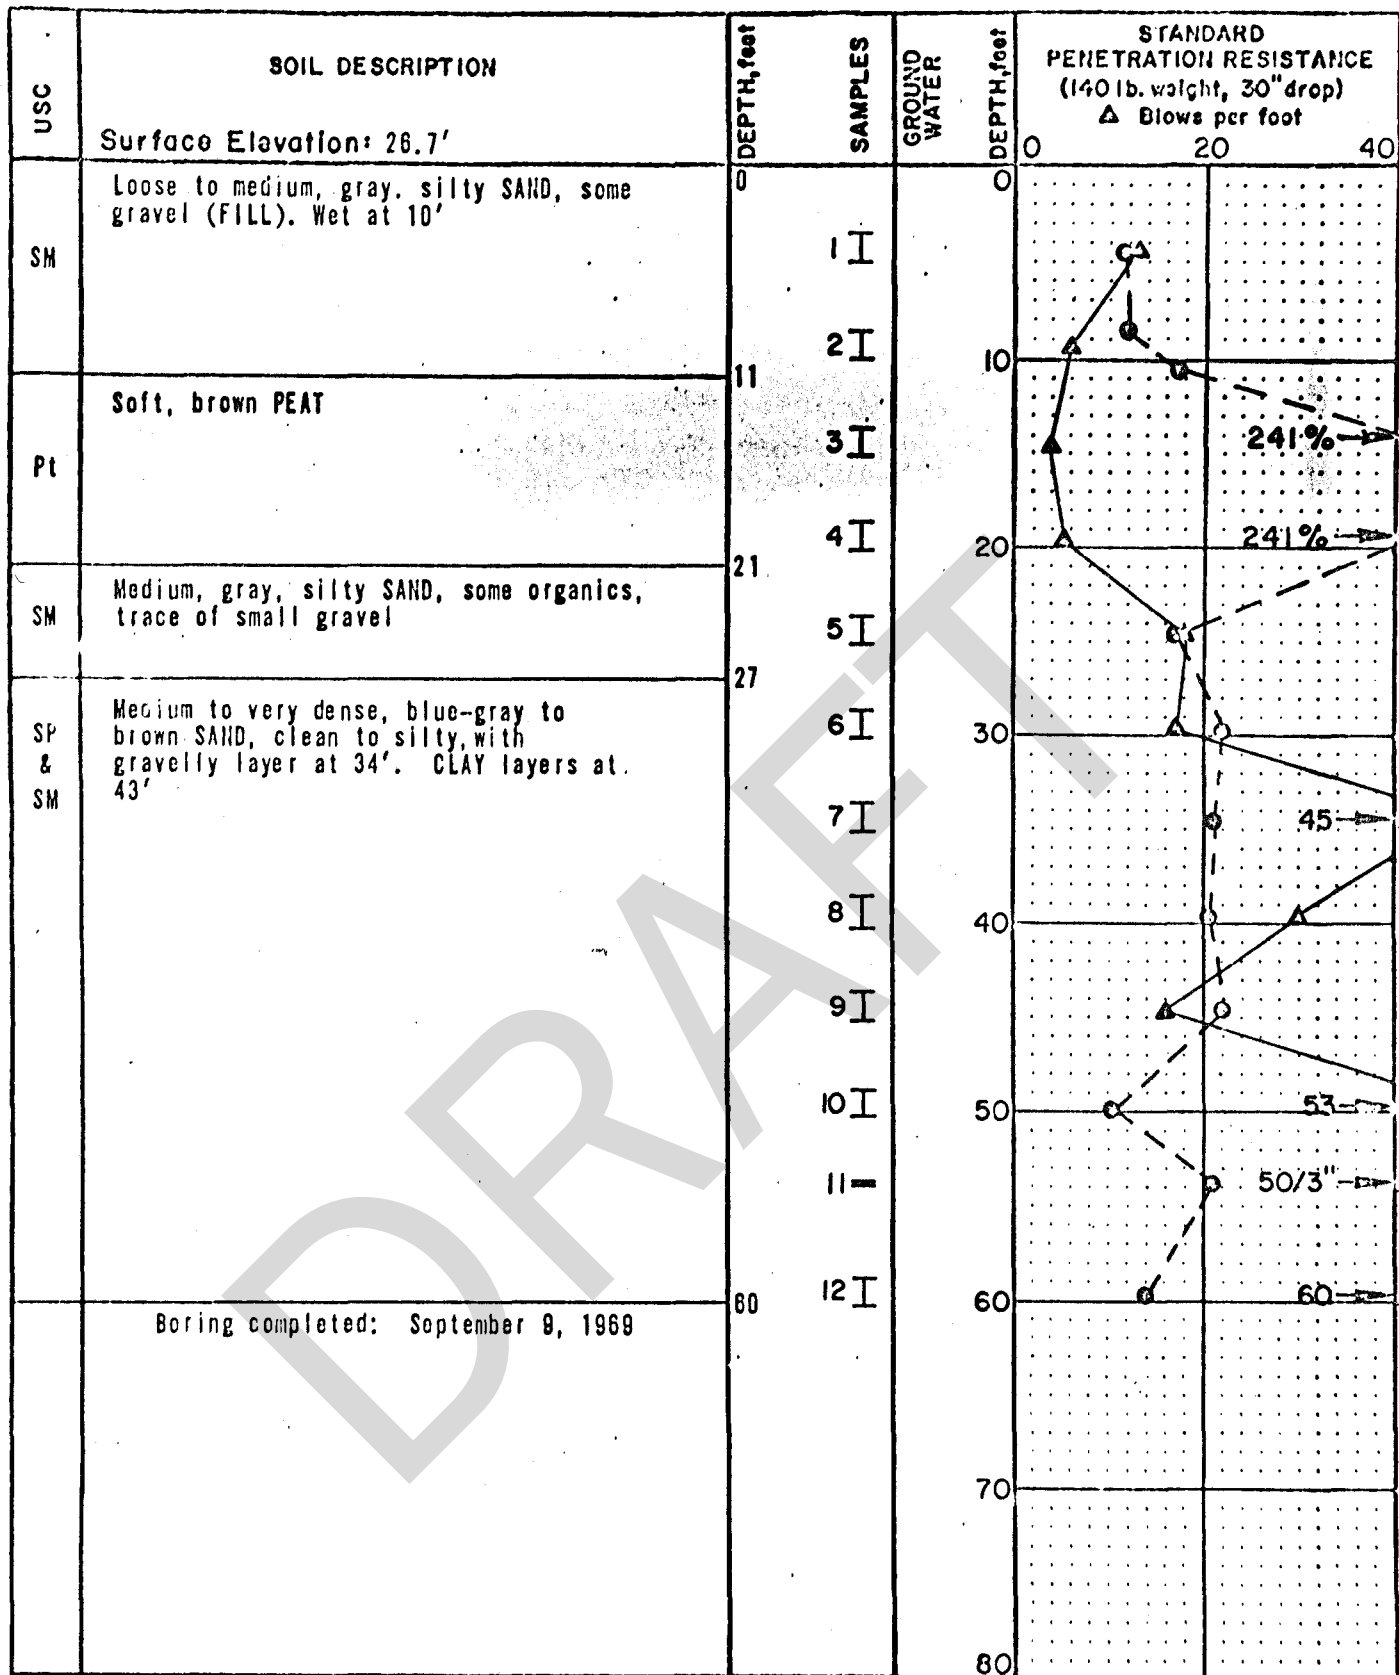 USC
SOIL DESCRIPTION
Surface Elevation: 26.7'
DEPTH, feet
SAMPLES
GROUND
WATER
DEPTH, feet
STANDARD
PENETRATION RESISTANCE
(140 lb. weight, 30" drop)
△ Blows per foot
0 20 40
SM
Loose to medium, gray, silty SAND, some
gravel (FILL). Wet at 10'
0
1
2
11
Pt
Soft, brown PEAT
3
4
21
SM
Medium, gray, silty SAND, some organics,
trace of small gravel
5
27
SP
&
SM
Medium to very dense, blue-gray to
brown SAND, clean to silty, with
gravelly layer at 34'. CLAY layers at
43'
6
7
8
9
10
11
12
60
Boring completed: September 9, 1969
0
10
241%
20
241%
30
45
40
50
53
50/3"
60
60
70
80
DRAFT